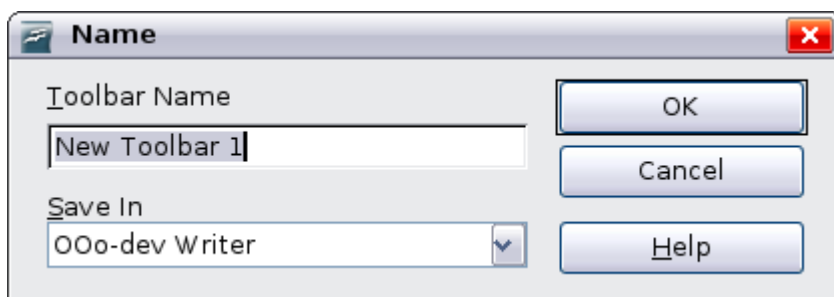 Name
Toolbar Name
New Toolbar 1
Save In
OOo-dev Writer
OK
Cancel
Help